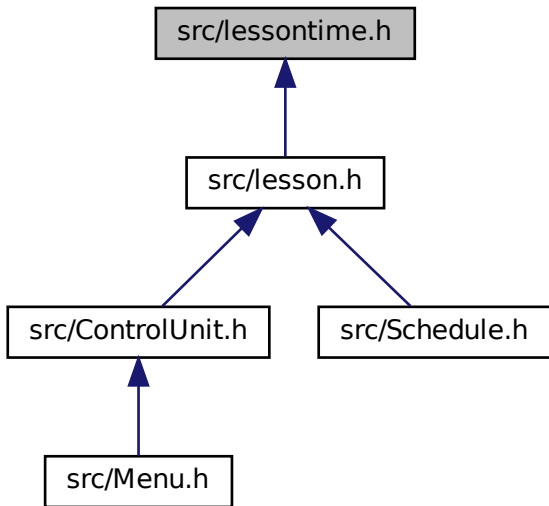 src/lessontime.h
src/lesson.h
src/ControlUnit.h
src/Schedule.h
src/Menu.h